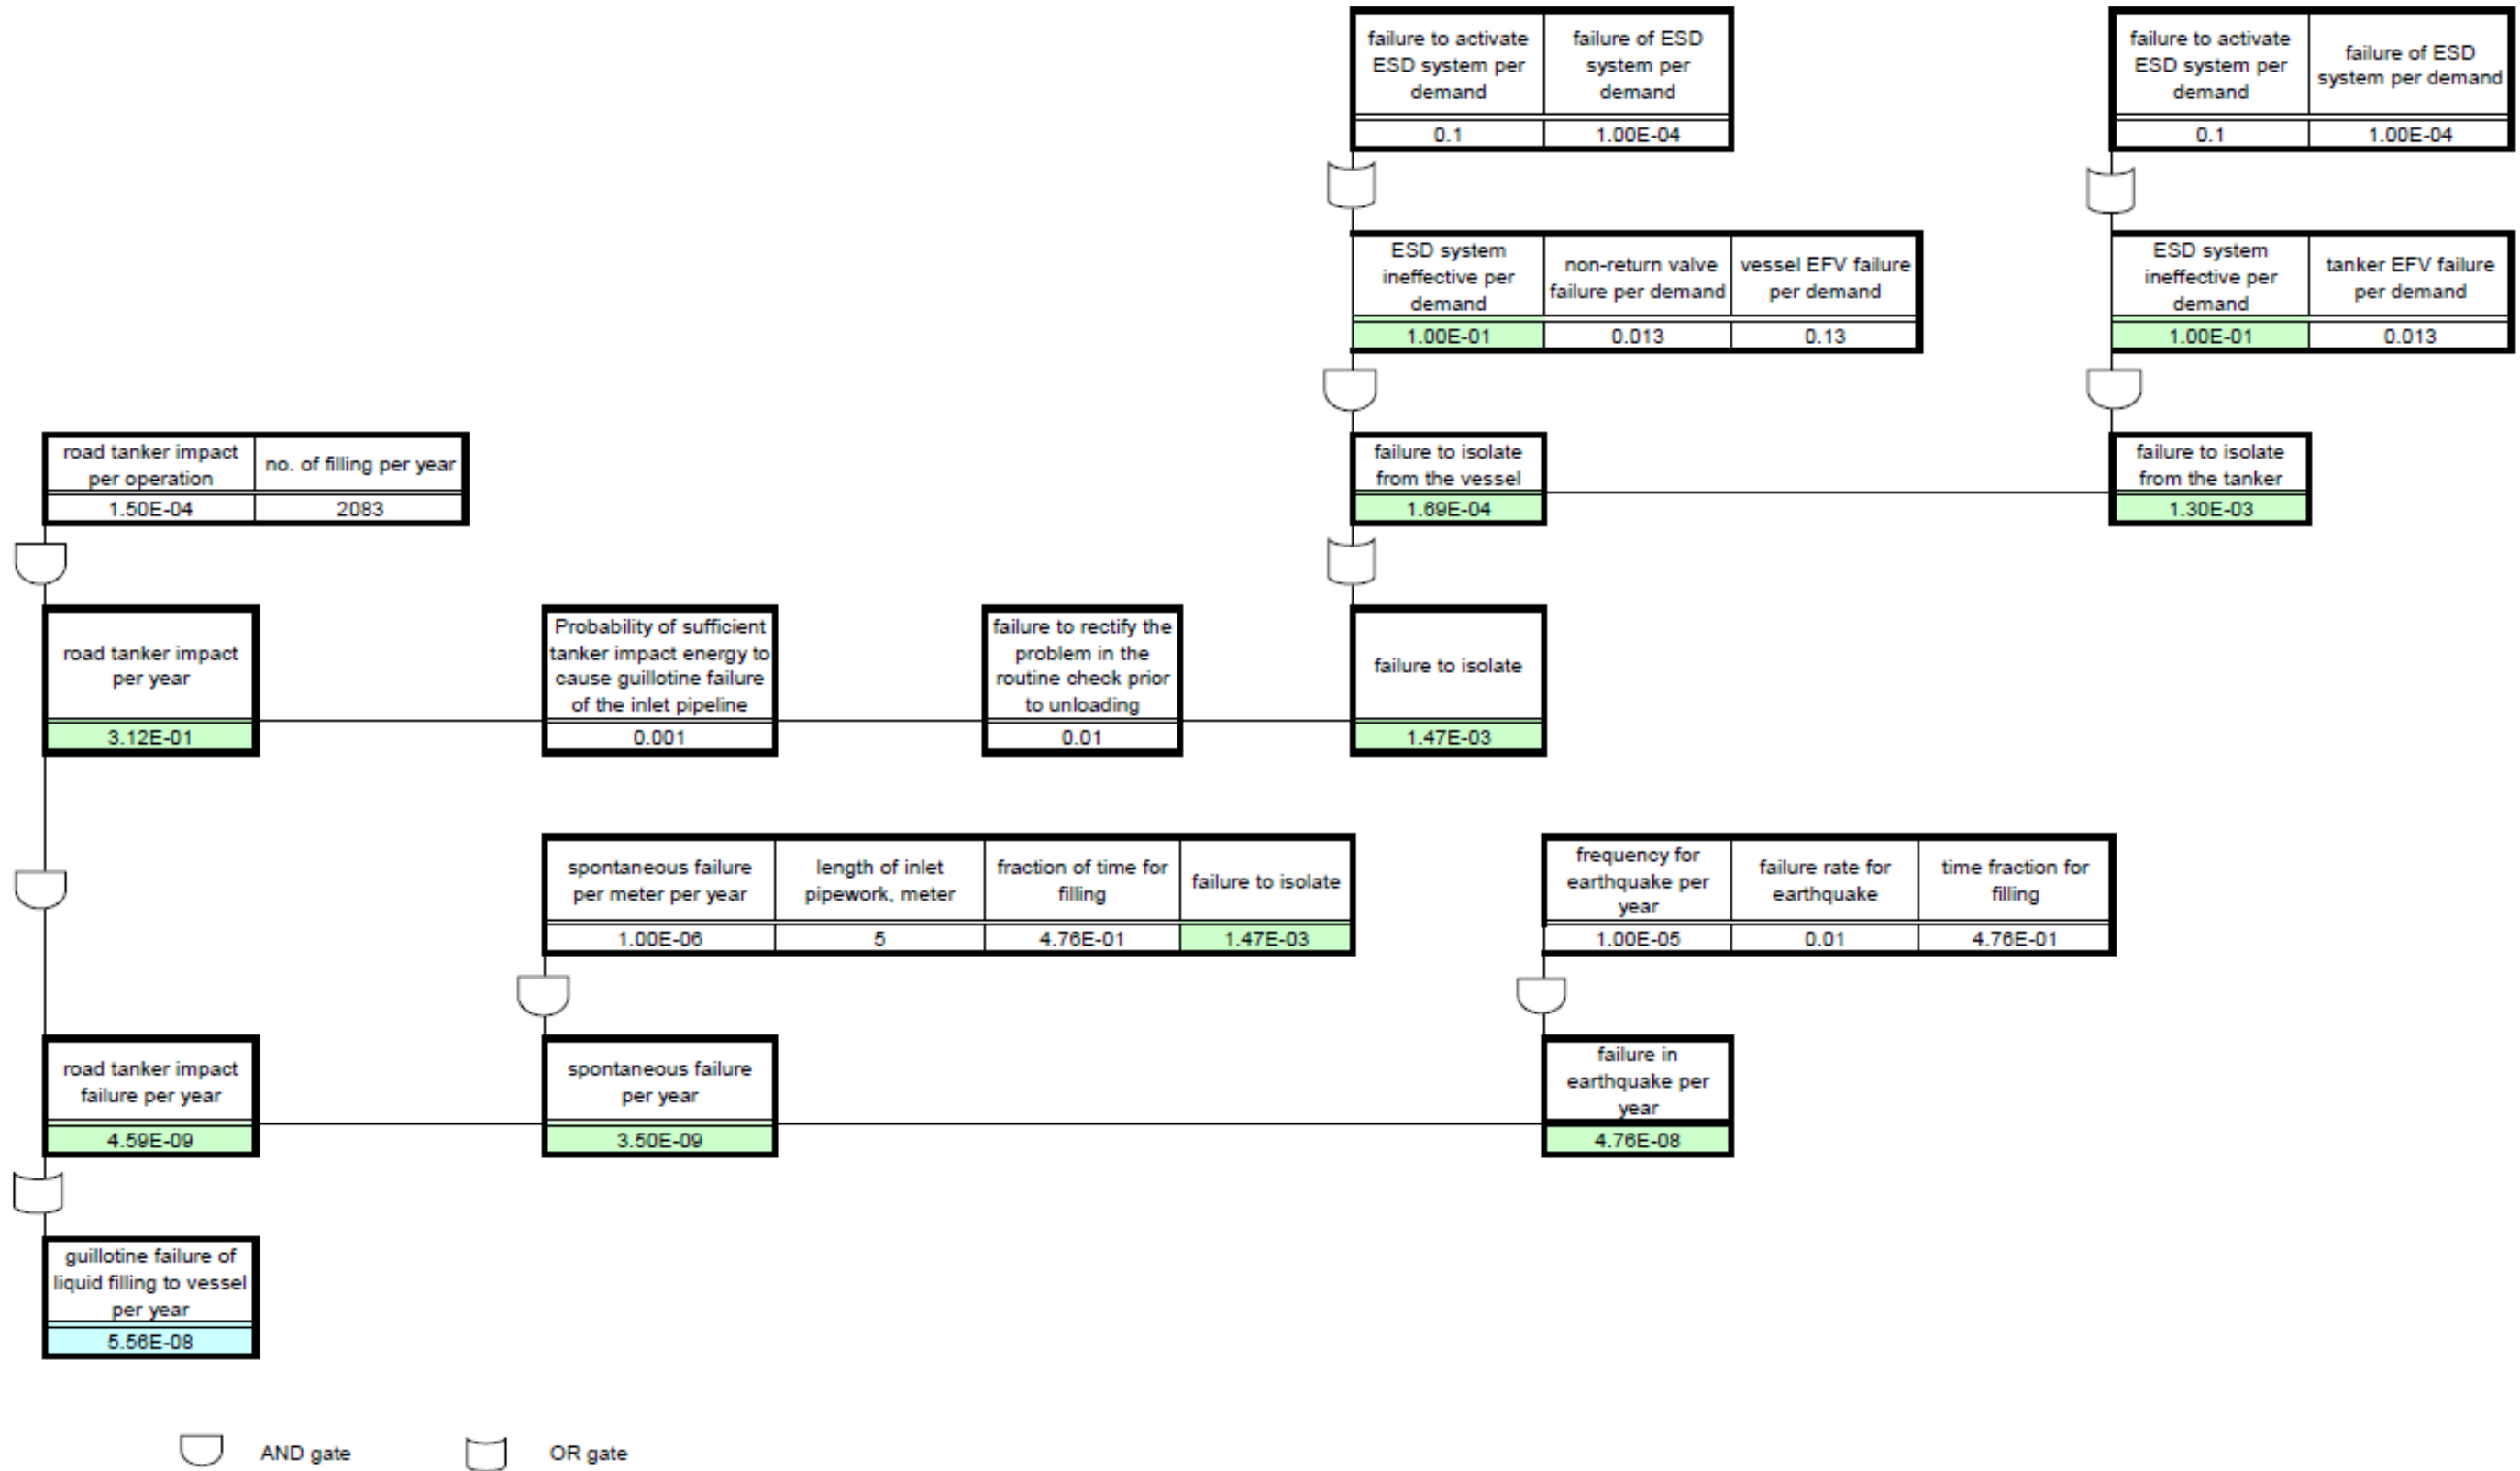 failure to activate
ESD system per
demand
failure of ESD
system per
demand
0.1
1.00E-04
failure to activate
ESD system per
demand
failure of ESD
system per demand
0.1
1.00E-04
ESD system
ineffective per
demand
non-return valve
failure per demand
vessel EFV failure
per demand
1.00E-01
0.013
0.13
ESD system
ineffective per
demand
tanker EFV failure
per demand
1.00E-01
0.013
road tanker impact
per operation
no. of filling per year
1.50E-04
2083
failure to isolate
from the vessel
1.69E-04
failure to isolate
from the tanker
1.30E-03
road tanker impact
per year
3.12E-01
Probability of sufficient
tanker impact energy to
cause guillotine failure
of the inlet pipeline
0.001
failure to rectify the
problem in the
routine check prior
to unloading
0.01
failure to isolate
1.47E-03
spontaneous failure
per meter per year
length of inlet
pipework, meter
fraction of time for
filling
failure to isolate
1.00E-06
5
4.76E-01
1.47E-03
frequency for
earthquake per
year
failure rate for
earthquake
time fraction for
filling
1.00E-05
0.01
4.76E-01
road tanker impact
failure per year
4.59E-09
spontaneous failure
per year
3.50E-09
failure in
earthquake per
year
4.76E-08
guillotine failure of
liquid filling to vessel
per year
5.56E-08
AND gate
OR gate